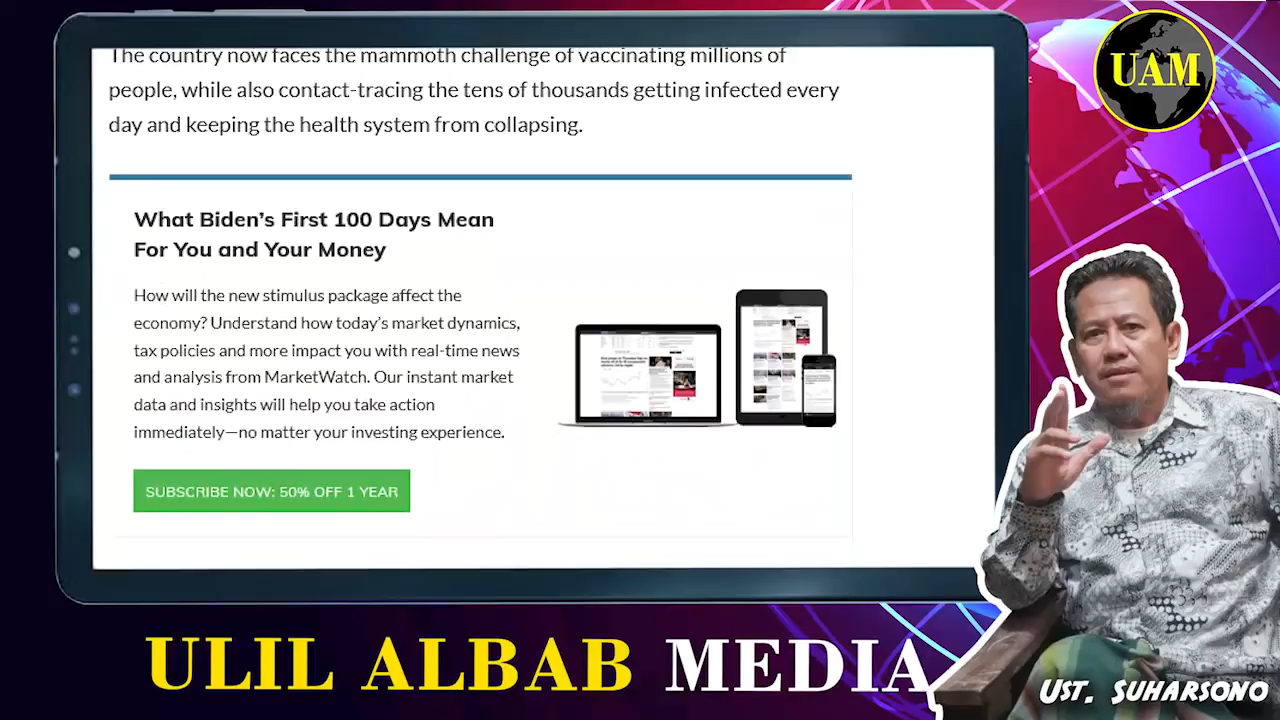 The country now faces the mammoth challenge of vaccinating millions of
people, while also contact-tracing the tens of thousands getting infected every
day and keeping the health system from collapsing.
UAM
What Biden's First 100 Days Mean
For You and Your Money
How will the new stimulus package affect the
economy? Understand how today's market dynamics,
tax policies and more impact you with real-time news
and analysis from MarketWatch. Our instant market
data and insights will help you take action
immediately—no matter your investing experience.
SUBSCRIBE NOW: 50% OFF 1 YEAR
ULIL ALBAB MEDIA
UST. SUHARSONO